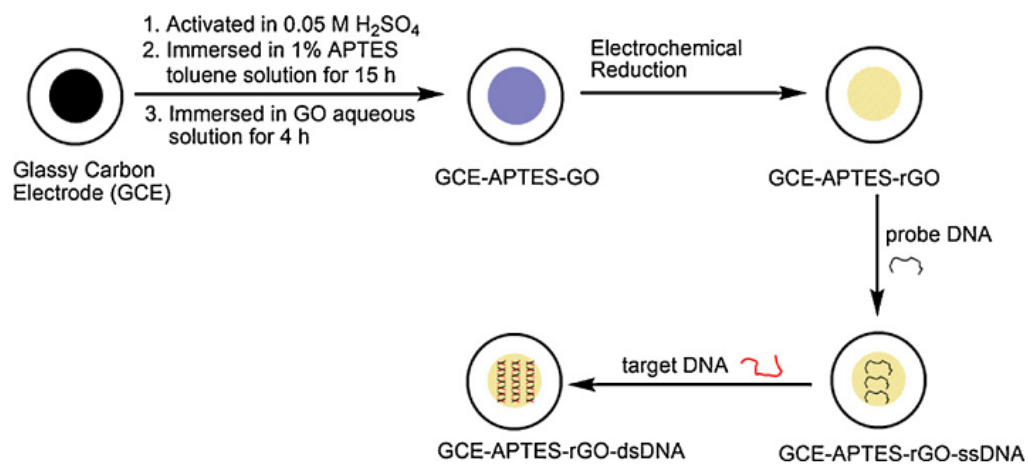 1. Activated in 0.05 M H₂SO₄
2. Immersed in 1% APTES
toluene solution for 15 h
3. Immersed in GO aqueous
solution for 4 h
Glassy Carbon
Electrode (GCE)
GCE-APTES-GO
Electrochemical
Reduction
GCE-APTES-rGO
probe DNA
GCE-APTES-rGO-ssDNA
target DNA
GCE-APTES-rGO-dsDNA